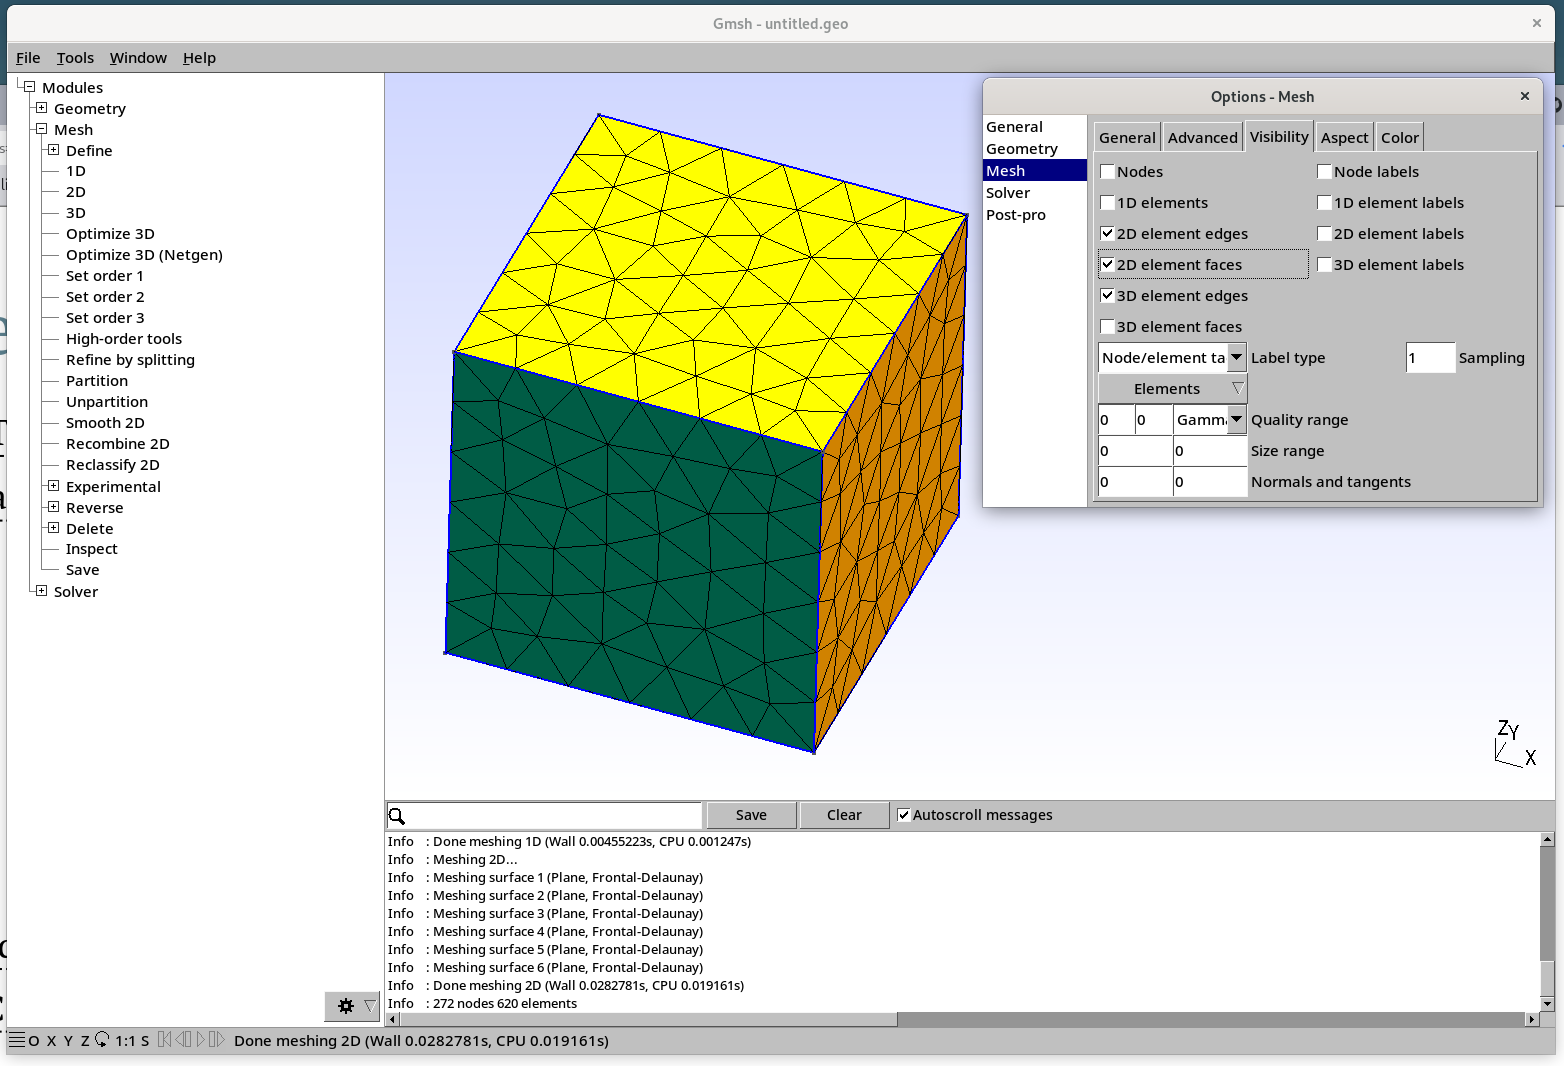 Gmsh - untitled.geo
File Tools Window Help
Modules
Geometry
Mesh
Define
1D
2D
3D
Optimize 3D
Optimize 3D (Netgen)
Set order 1
Set order 2
Set order 3
High-order tools
Refine by splitting
Partition
Unpartition
Smooth 2D
Recombine 2D
Reclassify 2D
Experimental
Reverse
Delete
Inspect
Save
Solver
Options - Mesh
General
Geometry
Mesh
Solver
Post-pro
General Advanced Visibility Aspect Color
Nodes Node labels
1D elements 1D element labels
2D element edges 2D element labels
2D element faces 3D element labels
3D element edges
3D element faces
Node/element ta Label type 1 Sampling
Elements
0 0 Gamm Quality range
0 0 Size range
0 0 Normals and tangents
Z Y X
Save Clear Autoscroll messages
Info : Done meshing 1D (Wall 0.00455223s, CPU 0.001247s)
Info : Meshing 2D...
Info : Meshing surface 1 (Plane, Frontal-Delaunay)
Info : Meshing surface 2 (Plane, Frontal-Delaunay)
Info : Meshing surface 3 (Plane, Frontal-Delaunay)
Info : Meshing surface 4 (Plane, Frontal-Delaunay)
Info : Meshing surface 5 (Plane, Frontal-Delaunay)
Info : Meshing surface 6 (Plane, Frontal-Delaunay)
Info : Done meshing 2D (Wall 0.0282781s, CPU 0.019161s)
Info : 272 nodes 620 elements
O X Y Z 1:1 S Done meshing 2D (Wall 0.0282781s, CPU 0.019161s)